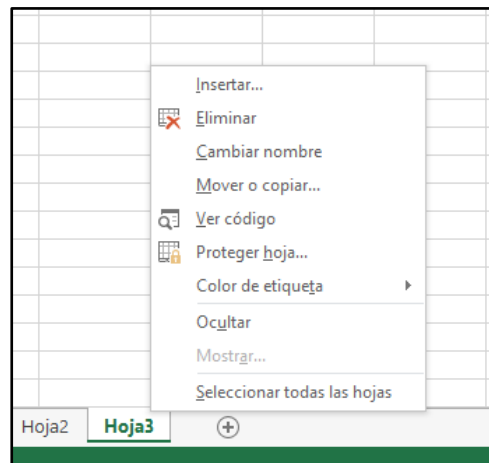 Insertar...
Eliminar
Cambiar nombre
Mover o copiar...
Ver código
Proteger hoja...
Color de etiqueta
Ocultar
Mostrar...
Seleccionar todas las hojas
Hoja2 Hoja3